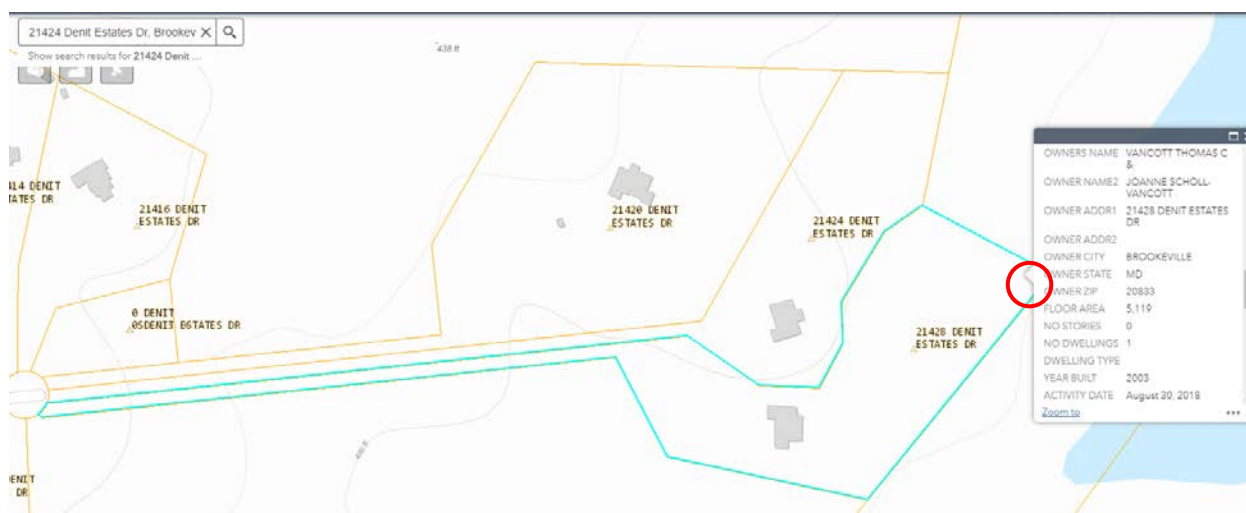 21424 Denit Estates Dr, Brookev
Show search results for 21424 Denit ...
438 ft
14 DENIT
TATES DR
21416 DENIT
ESTATES DR
21420 DENIT
ESTATES DR
21424 DENIT
ESTATES DR
0 DENIT
ESTATES DR
21428 DENIT
ESTATES DR
ENIT
DR
OWNERS NAME VANCOTT THOMAS C
&
OWNER NAME2 JOANNE SCHOLL-
VANCOTT
OWNER ADDR1 21428 DENIT ESTATES
DR
OWNER ADDR2
OWNER CITY BROOKEVILLE
OWNER STATE MD
OWNER ZIP 20833
FLOOR AREA 5,119
NO STORIES 0
NO DWELLINGS 1
DWELLING TYPE
YEAR BUILT 2003
ACTIVITY DATE August 30, 2018
Zoom to